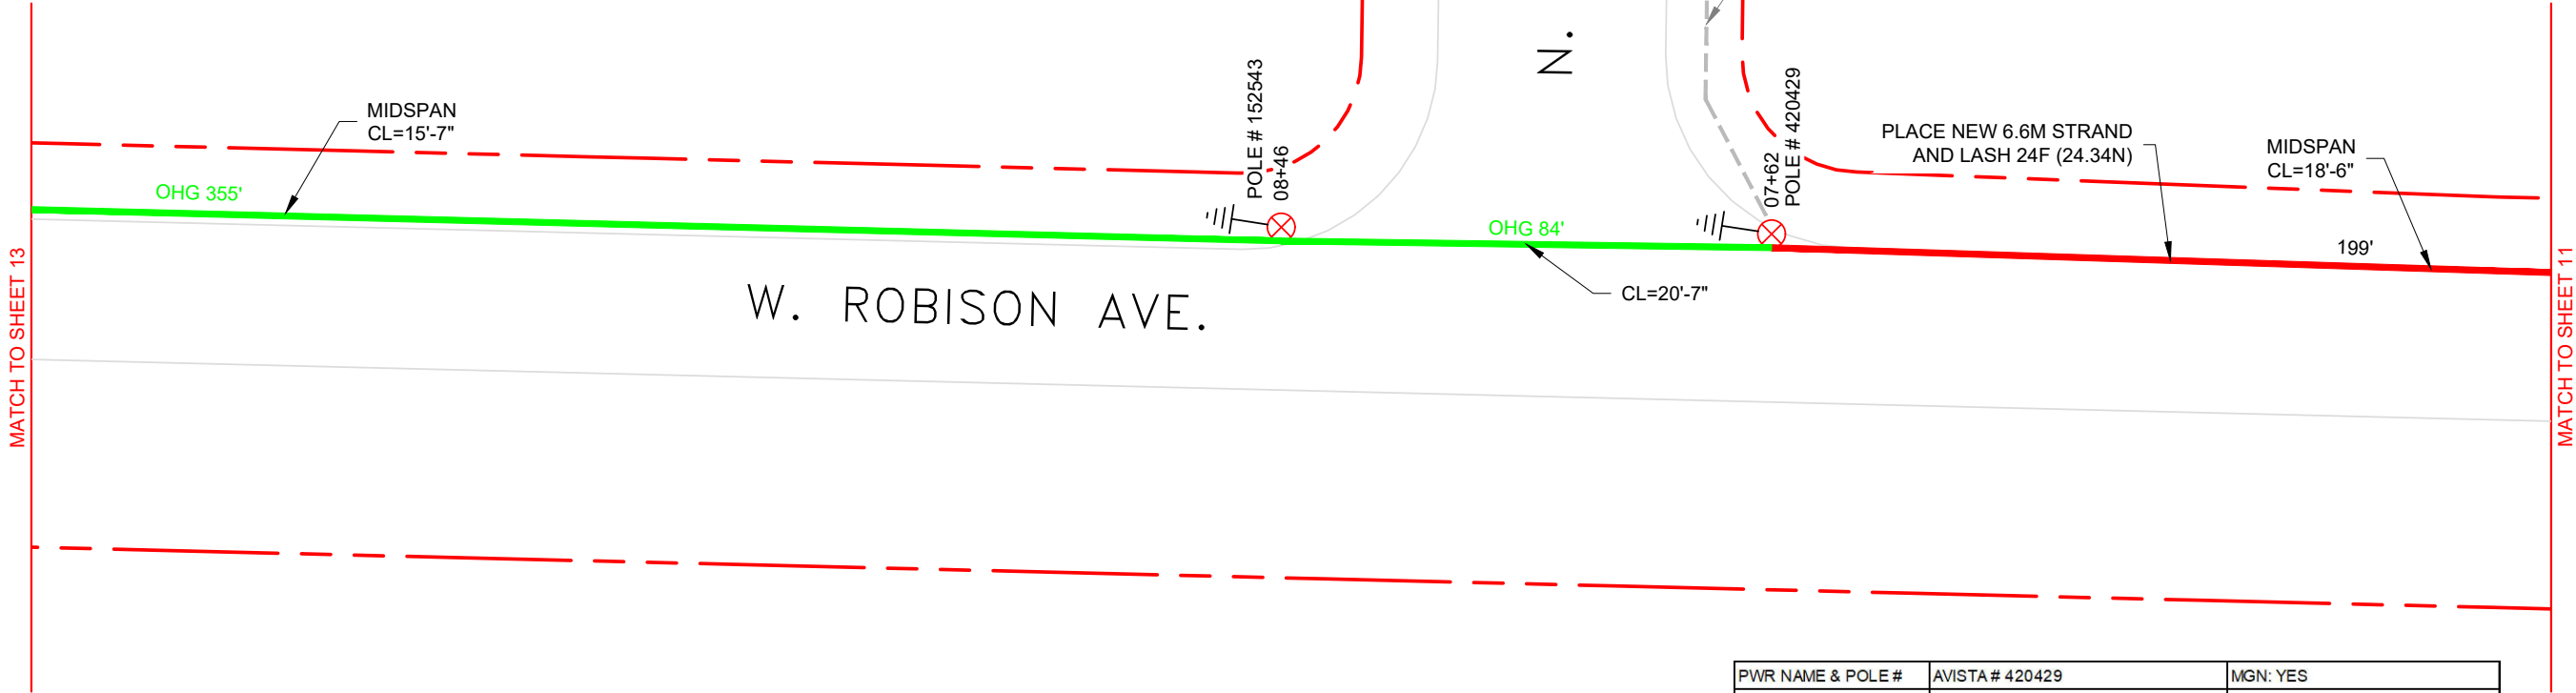 MATCH TO SHEET 13
MIDSPAN
CL=15'-7"
OHG 355'
POLE # 152543
08+46
N.
07+62
POLE # 420429
OHG 84'
CL=20'-7"
PLACE NEW 6.6M STRAND
AND LASH 24F (24.34N)
MIDSPAN
CL=18'-6"
199'
W. ROBISON AVE.
MATCH TO SHEET 11
PWR NAME & POLE # AVISTA # 420429 MGN: YES